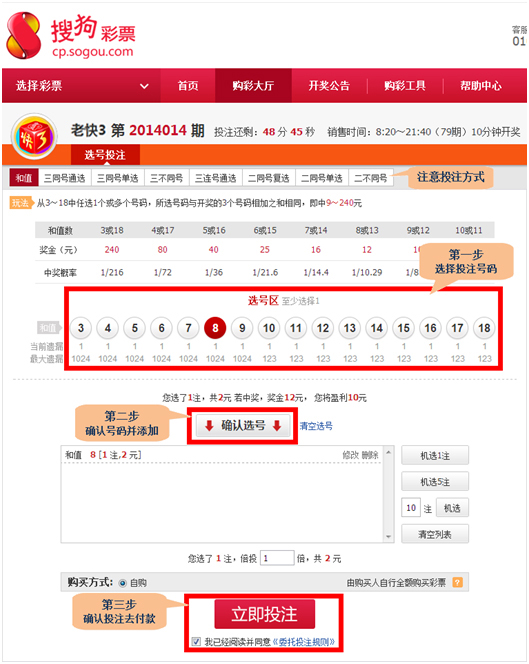 搜狗彩票
cp.sogou.com
客服
01
选择彩票 首页 购彩大厅 开奖公告 购彩工具 帮助中心
快了3
老快3 第 2014014 期 投注还剩：48 分 45 秒 销售时间：8:20～21:40（79期）10分钟开奖
选号投注
和值 三同号通选 三同号单选 三不同号 三连号通选 二同号复选 二同号单选 二不同号
注意投注方式
玩法 从3～18中任选1个或多个号码，所选号码与开奖的3个号码相加之和相同，即中9～240元
和值数 3或18 4或17 5或16 6或15 7或14 8或13 9或12 10或11
奖金（元） 240 80 40 25 16 12
中奖概率 1/216 1/72 1/36 1/21.6 1/14.4 1/10.29
第一步
选择投注号码
选号区 至少选择1
和值 3 4 5 6 7 8 9 10 11 12 13 14 15 16 17 18
当前遗漏 1 1 1 1 1 1 1 1 1 1 1 1 1 1 1 1
最大遗漏 1024 1024 1024 1024 1024 1024 1024 123 123 123 123 123 123 123 123 123
您选了1注，共2元 若中奖，奖金12元， 您将盈利10元
第二步
确认号码并添加
确认选号
清空选号
和值 8 [1 注,2 元] 修改 删除
机选1注
机选5注
10 注 机选
清空列表
您选了 1 注，倍投 1 倍，共 2 元
购买方式： 自购 由购买人自行全额购买彩票 ?
第三步
确认投注去付款
立即投注
我已经阅读并同意《委托投注规则》